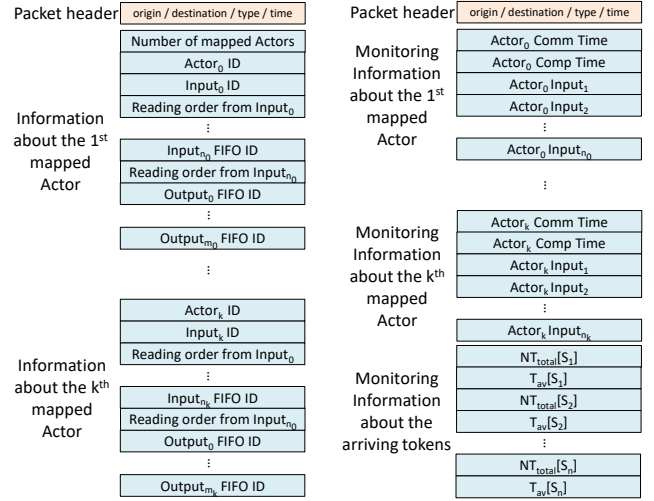 Packet header
origin / destination / type / time
Number of mapped Actors
Information
about the 1st
mapped
Actor
Actor0 ID
Input0 ID
Reading order from Input0
...
Inputn0 FIFO ID
Reading order from Inputn0
Output0 FIFO ID
...
Outputm0 FIFO ID
...
Information
about the kth
mapped
Actor
Actork ID
Inputk ID
Reading order from Input0
...
Inputnk FIFO ID
Reading order from Inputn0
Output0 FIFO ID
...
Outputmk FIFO ID
Packet header
origin / destination / type / time
Monitoring
Information
about the 1st
mapped
Actor
Actor0 Comm Time
Actor0 Comp Time
Actor0 Input1
Actor0 Input2
...
Actor0 Inputn0
...
Monitoring
Information
about the kth
mapped
Actor
Actork Comm Time
Actork Comp Time
Actork Input1
Actork Input2
...
Actork Inputnk
Monitoring
Information
about the
arriving tokens
NTtotal[S1]
Tav[S1]
NTtotal[S2]
Tav[S2]
...
NTtotal[Sn]
Tav[Sn]